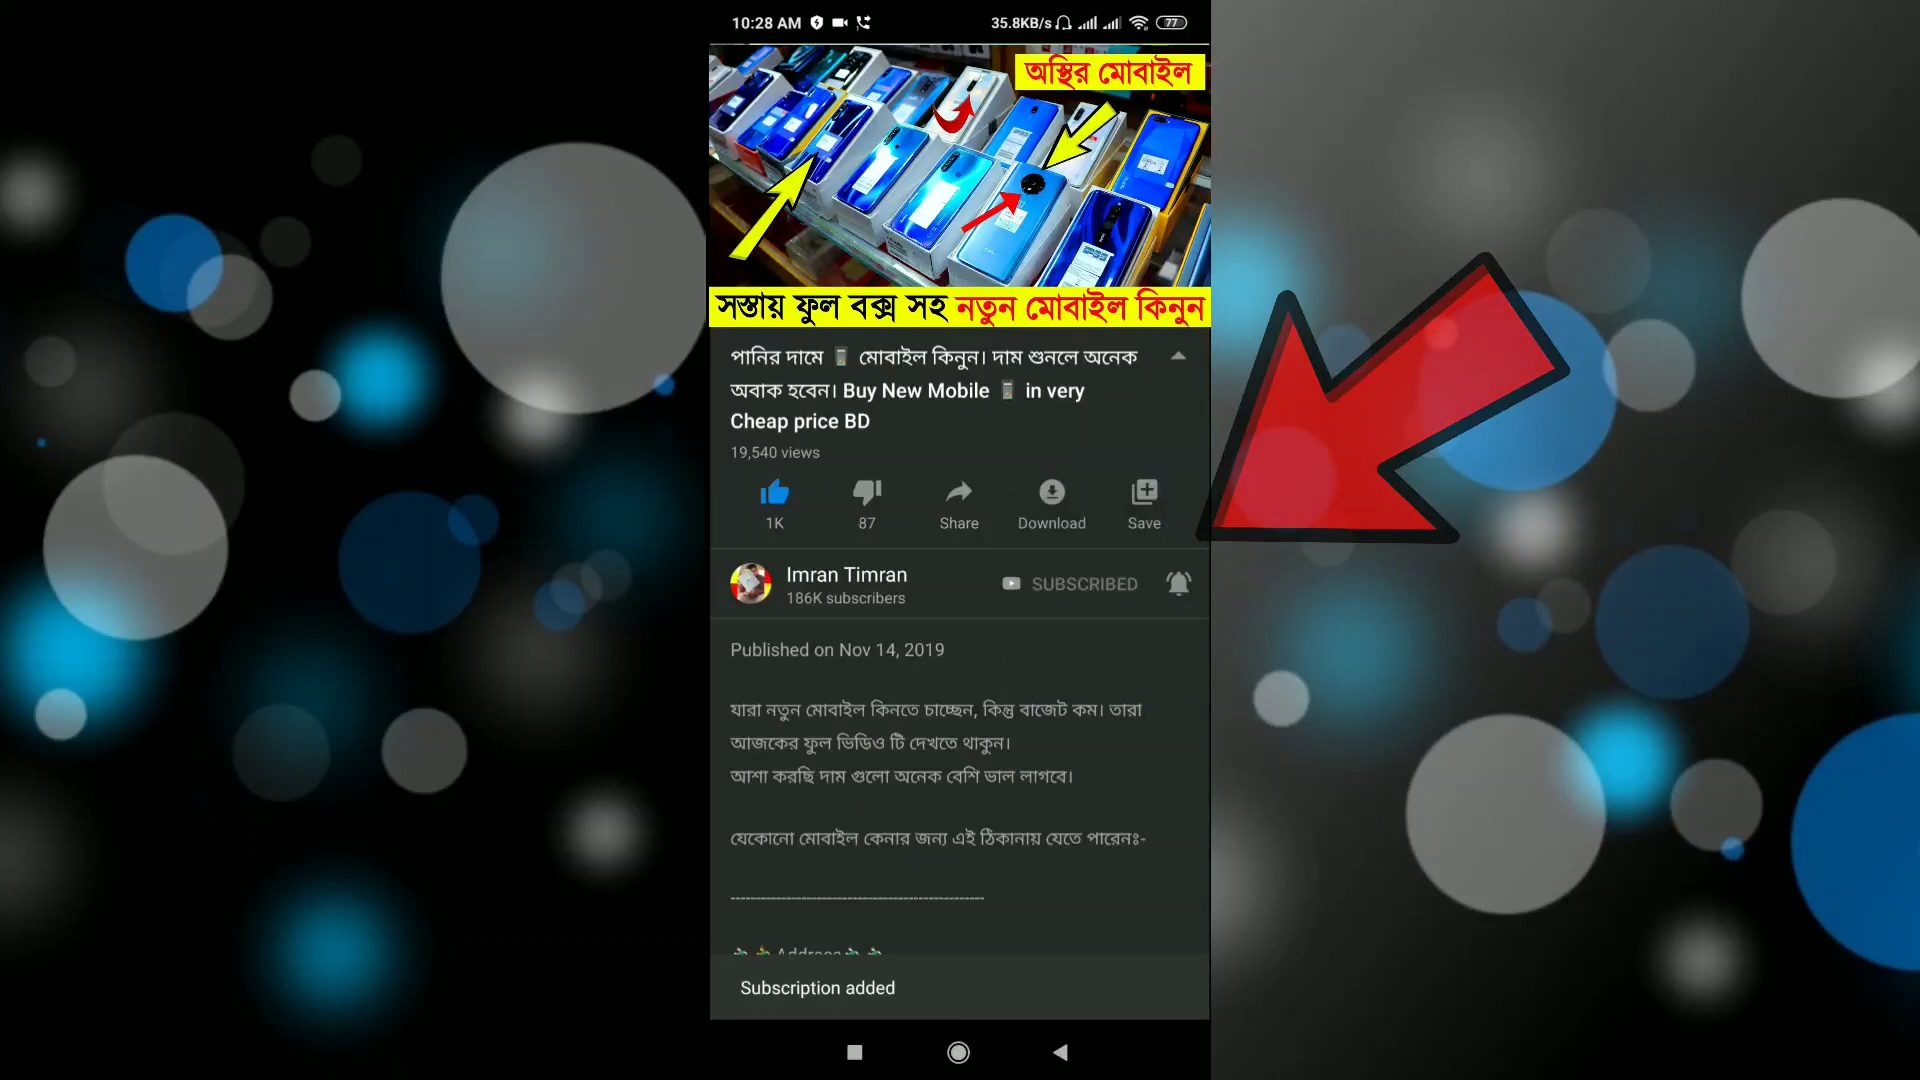 10:28 AM 35.8KB/s 77
অস্থির মোবাইল
সস্তায় ফুল বক্স সহ নতুন মোবাইল কিনুন
পানির দামে 📱 মোবাইল কিনুন। দাম শুনলে অনেক
অবাক হবেন। Buy New Mobile 📱 in very
Cheap price BD
19,540 views
1K 87 Share Download Save
Imran Timran
186K subscribers
SUBSCRIBED
Published on Nov 14, 2019
যারা নতুন মোবাইল কিনতে চাচ্ছেন, কিন্তু বাজেট কম। তারা
আজকের ফুল ভিডিও টি দেখতে থাকুন।
আশা করছি দাম গুলো অনেক বেশি ভাল লাগবে।
যেকোনো মোবাইল কেনার জন্য এই ঠিকানায় যেতে পারেনঃ-
---------------------------------------------------
Address
Subscription added